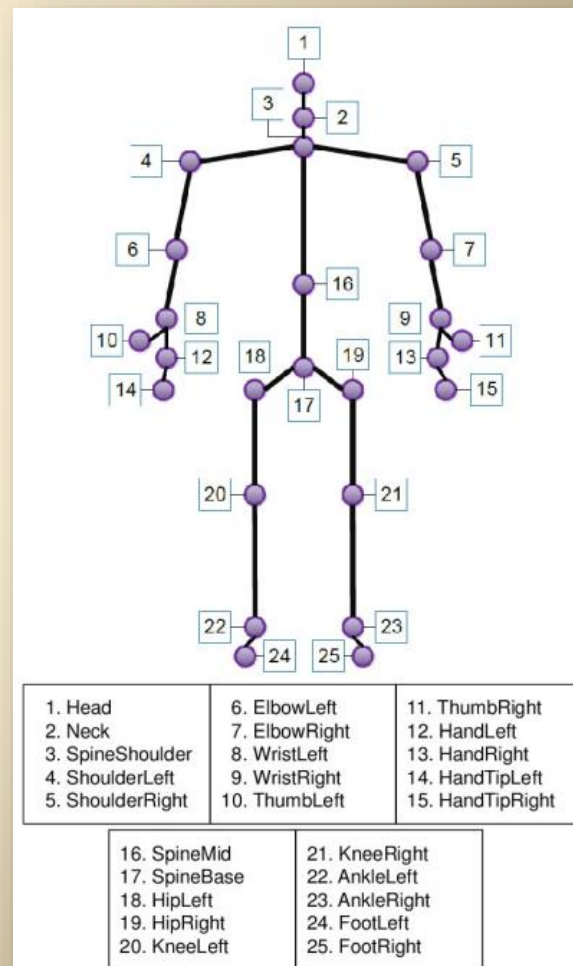 1
3
2
4
5
6
7
16
8
9
10
11
12
18
19
13
14
17
15
20
21
22
23
24
25
1. Head
2. Neck
3. SpineShoulder
4. ShoulderLeft
5. ShoulderRight
6. ElbowLeft
7. ElbowRight
8. WristLeft
9. WristRight
10. ThumbLeft
11. ThumbRight
12. HandLeft
13. HandRight
14. HandTipLeft
15. HandTipRight
16. SpineMid
17. SpineBase
18. HipLeft
19. HipRight
20. KneeLeft
21. KneeRight
22. AnkleLeft
23. AnkleRight
24. FootLeft
25. FootRight